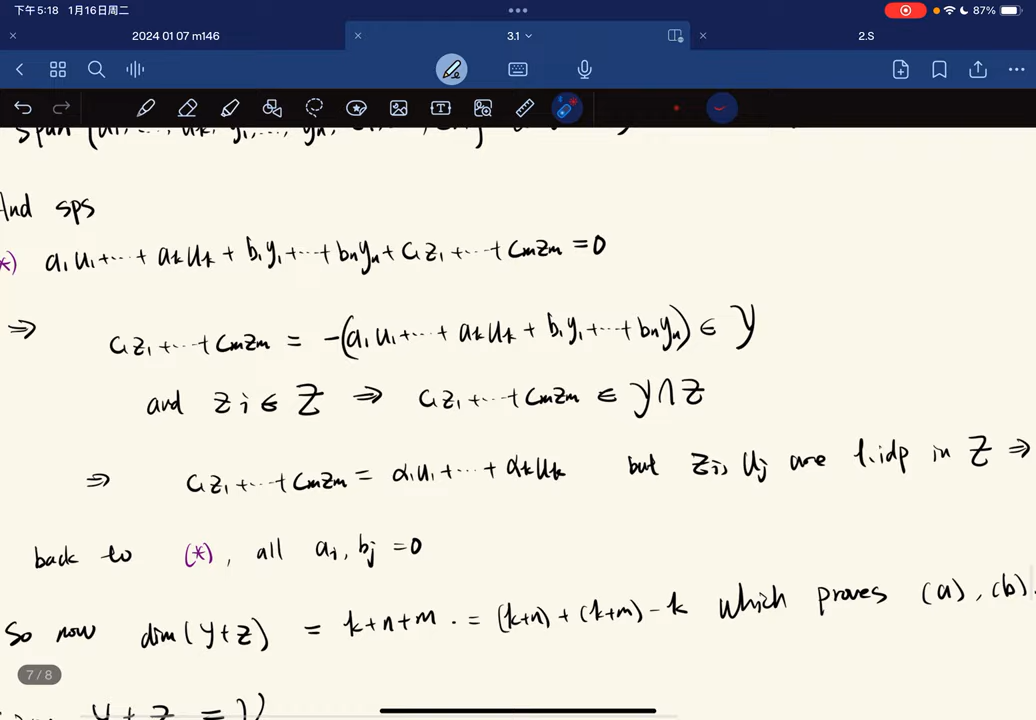 下午5:18 1月16日周二
87%
2024 01 07 m146
3.1
2.S
And sps
(*) a₁u₁+⋯+ aₖuₖ + b₁y₁+⋯+ bₙyₙ + c₁z₁+⋯+ cₘzₘ = 0
⇒ c₁z₁+⋯+ cₘzₘ = -(a₁u₁+⋯+ aₖuₖ + b₁y₁+⋯+ bₙyₙ) ∈ Y
and zᵢ ∈ Z ⇒ c₁z₁+⋯+ cₘzₘ ∈ Y∩Z
⇒ c₁z₁+⋯+ cₘzₘ = α₁u₁+⋯+ αₖuₖ but zᵢ, uⱼ are l.idp in Z ⇒
back to (*), all aᵢ, bⱼ = 0
So now dim(Y+Z) = k+n+m . = (k+n) + (k+m) - k which proves (a), (b).
7 / 8
Y + Z = V